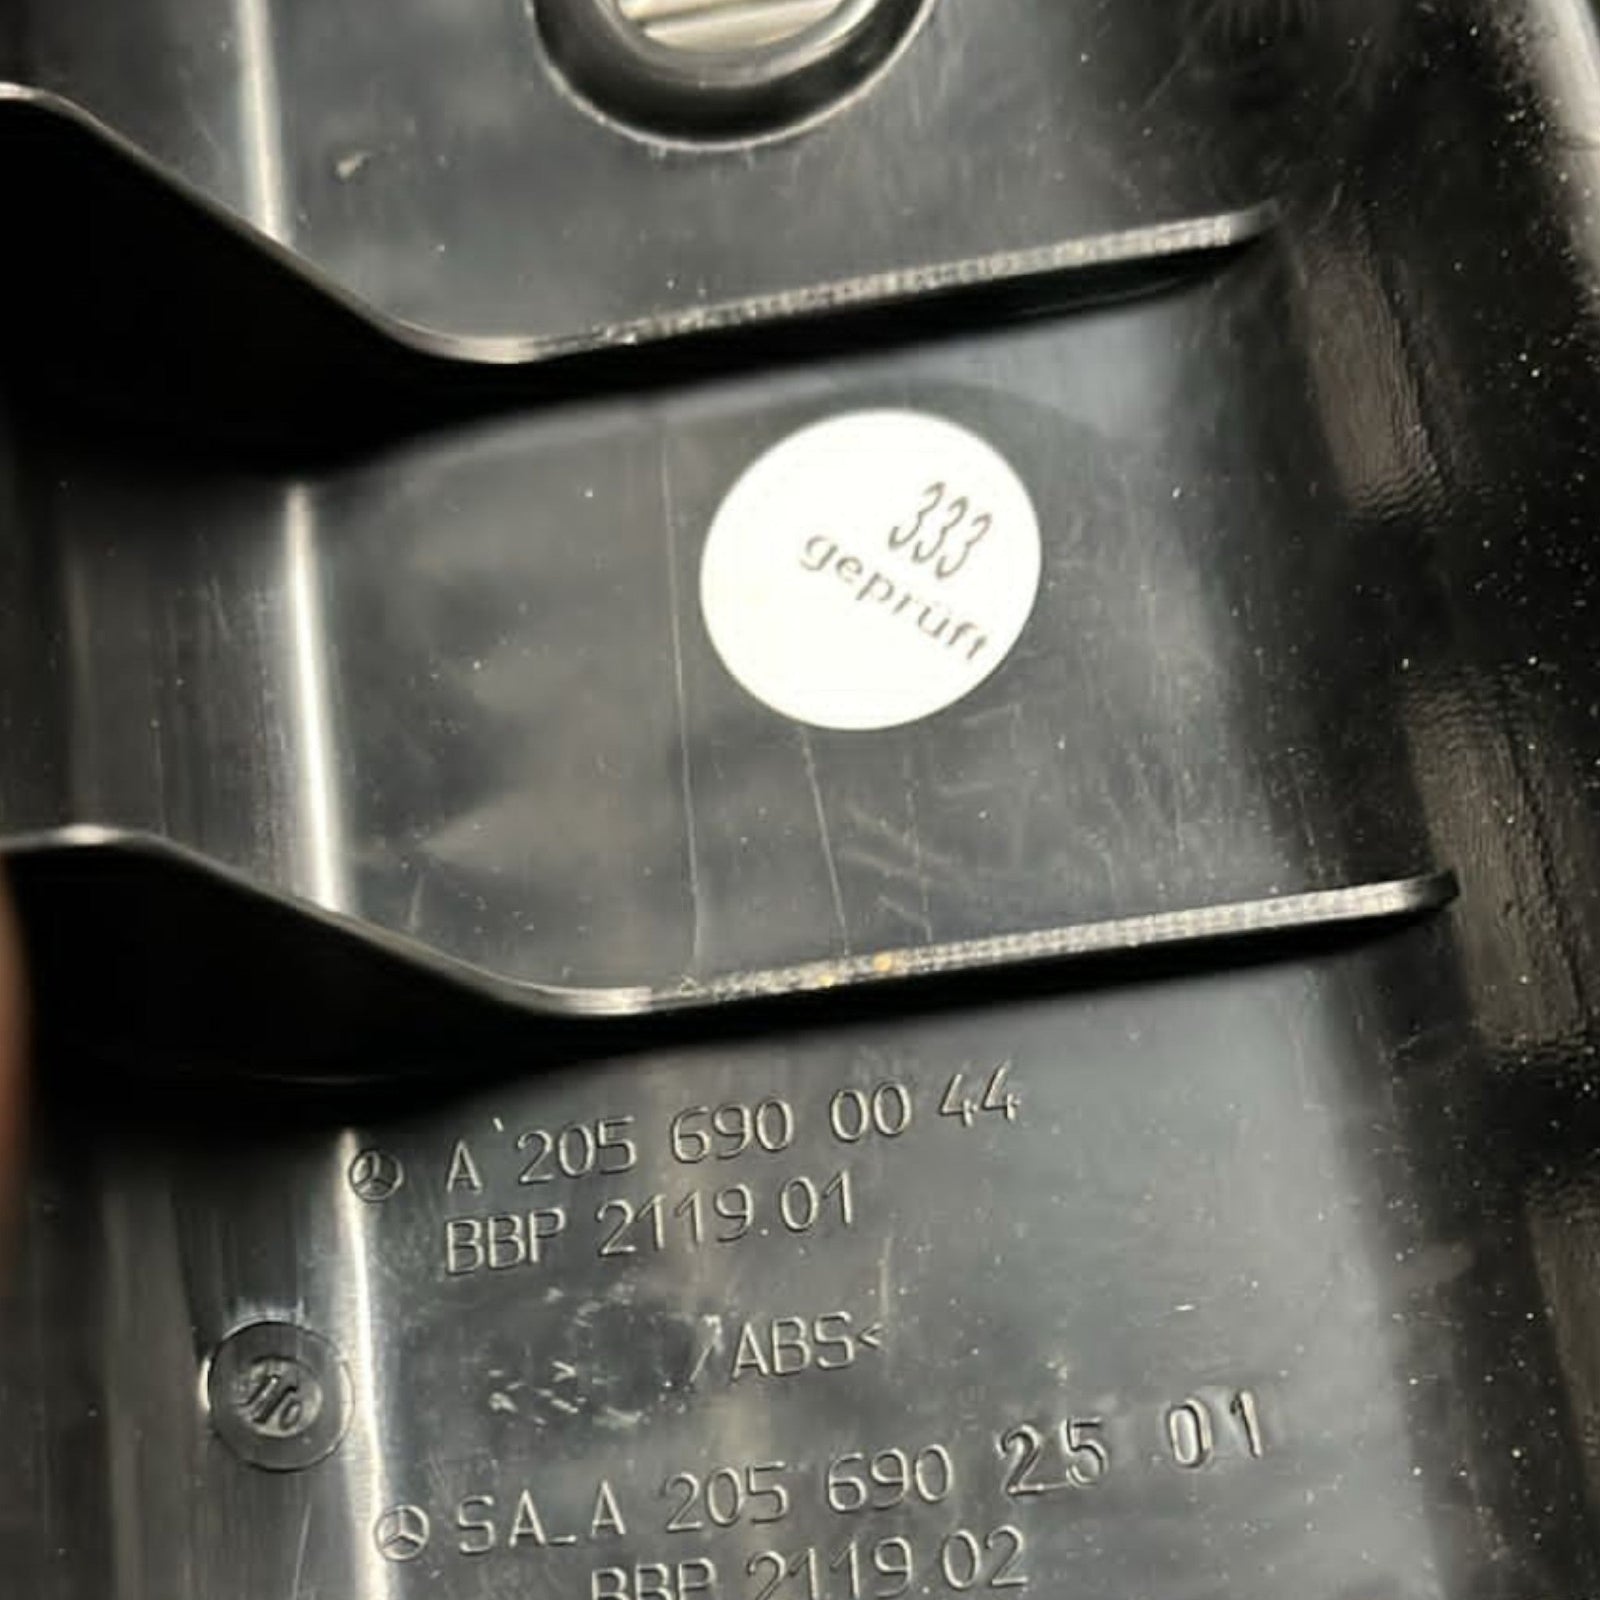 333
geprüft
A 205 690 00 44
BBP 2119.01
>ABS<
SA_A 205 690 25 01
BBP 2119.02